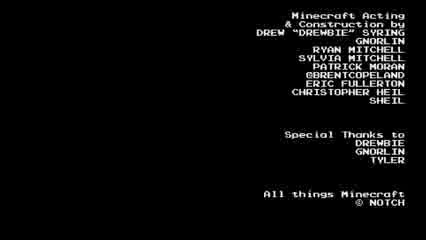 Minecraft Acting
& Construction by
DREW "DREWBIE" SYRING
GNORLIN
RYAN MITCHELL
SYLVIA MITCHELL
PATRICK MORAN
@BRENTCOPELAND
ERIC FULLERTON
CHRISTOPHER HEIL
SHEIL
Special Thanks to
DREWBIE
GNORLIN
TYLER
All things Minecraft
© NOTCH